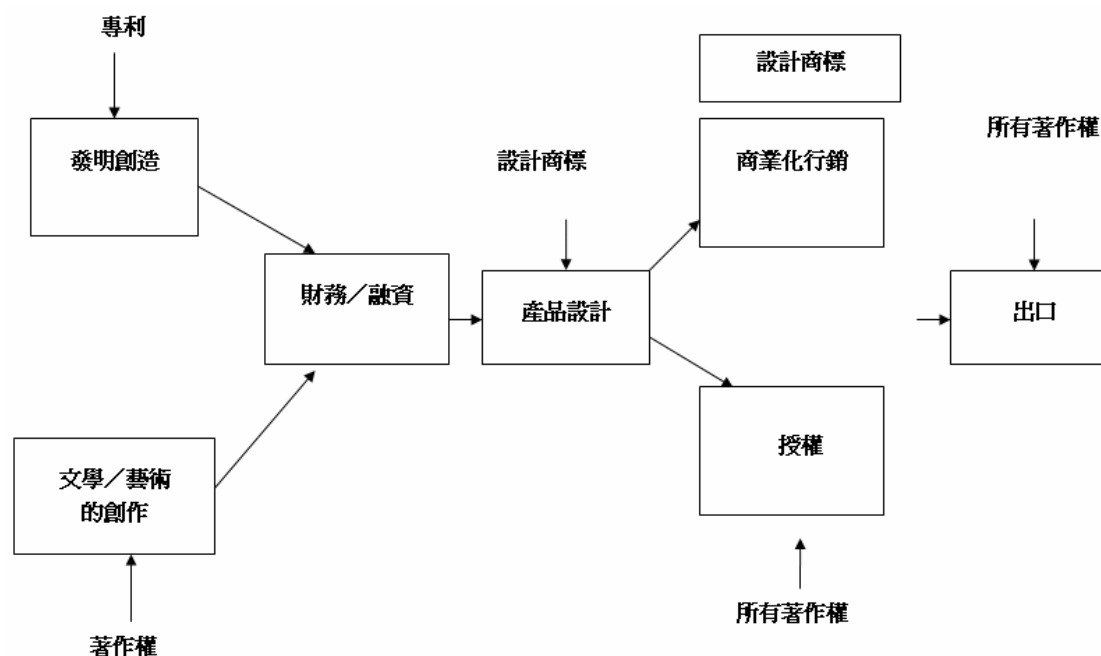 專利
設計商標
發明創造
設計商標
商業化行銷
所有著作權
財務／融資
產品設計
出口
文學／藝術
的創作
授權
著作權
所有著作權